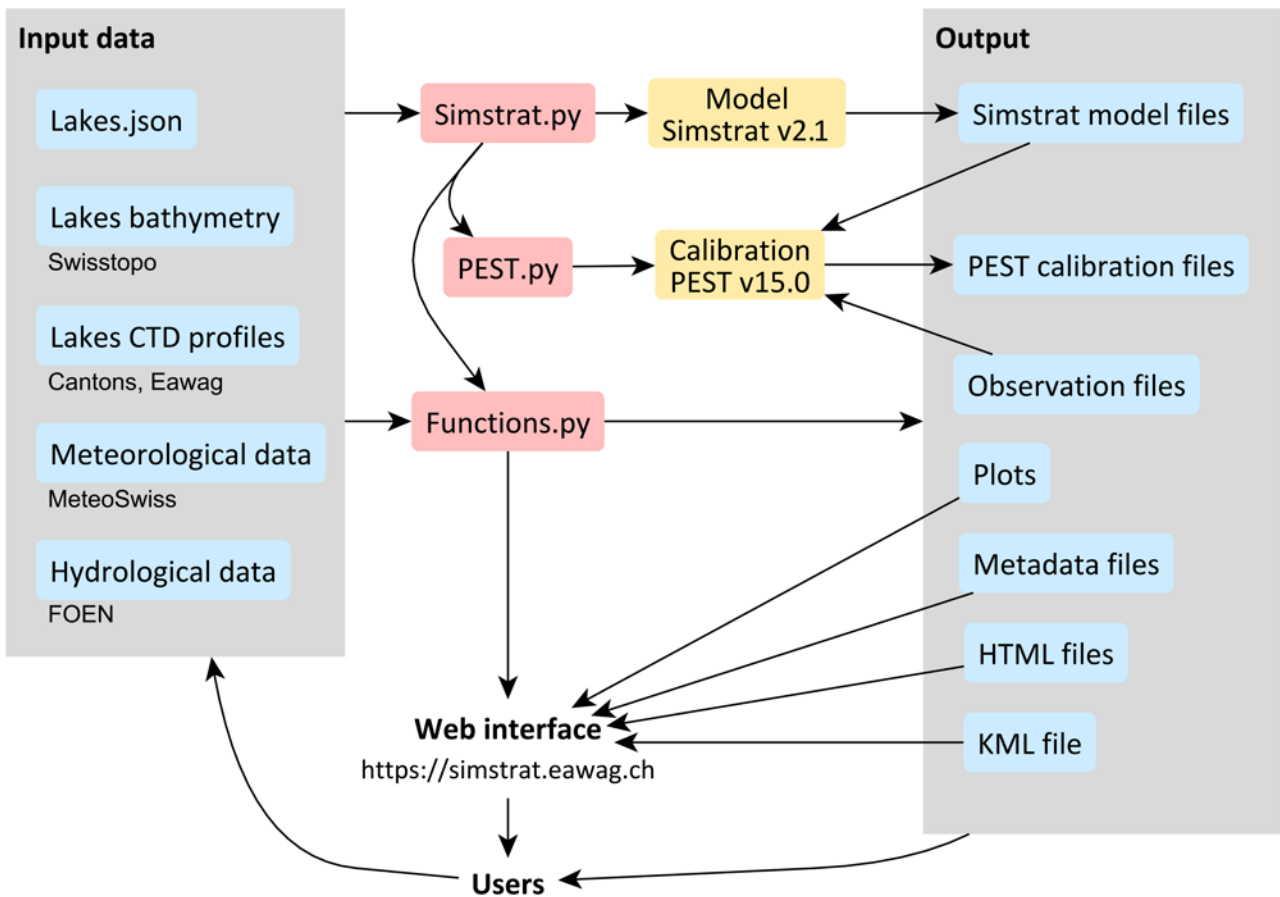 Input data
Lakes.json
Lakes bathymetry
Swisstopo
Lakes CTD profiles
Cantons, Eawag
Meteorological data
MeteoSwiss
Hydrological data
FOEN
Simstrat.py
Model
Simstrat v2.1
PEST.py
Calibration
PEST v15.0
Functions.py
Web interface
https://simstrat.eawag.ch
Users
Output
Simstrat model files
PEST calibration files
Observation files
Plots
Metadata files
HTML files
KML file